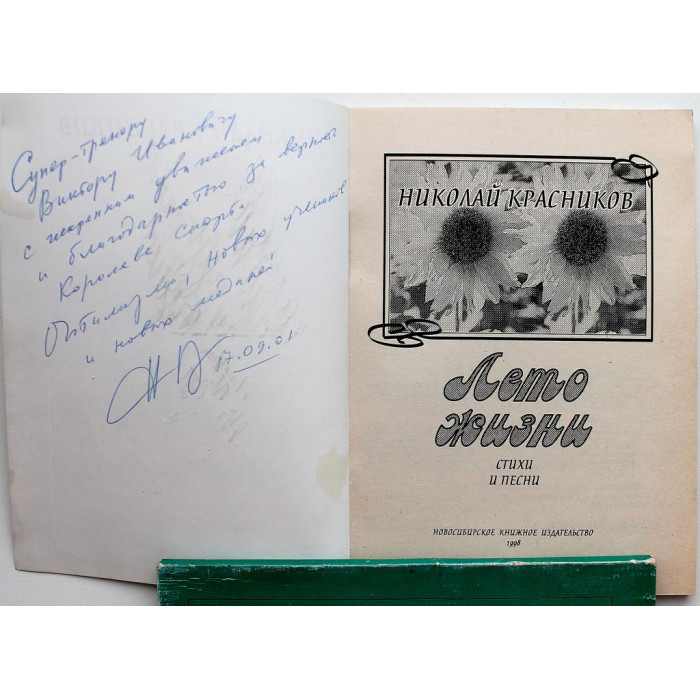 Супер-тренеру
Виктору Ивановичу
с искренним уважением
и благодарностью за верность
Королеве Спорта.
Оптимизма, новых учеников
и новых медалей
17.09.01
НИКОЛАЙ КРАСНИКОВ
Лето
жизни
СТИХИ
И ПЕСНИ
НОВОСИБИРСКОЕ КНИЖНОЕ ИЗДАТЕЛЬСТВО
1998